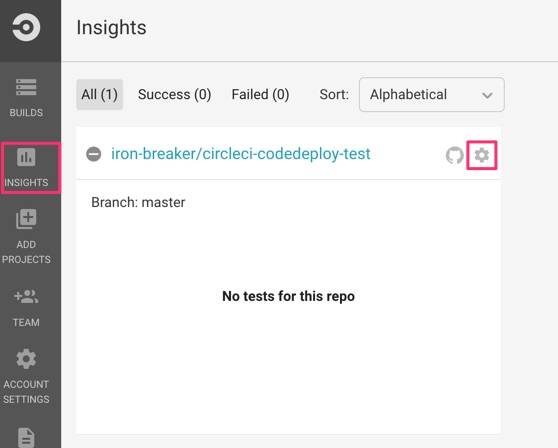 Insights
All (1) Success (0) Failed (0) Sort: Alphabetical
BUILDS
iron-breaker/circleci-codedeploy-test
INSIGHTS
Branch: master
ADD
PROJECTS
No tests for this repo
TEAM
ACCOUNT
SETTINGS